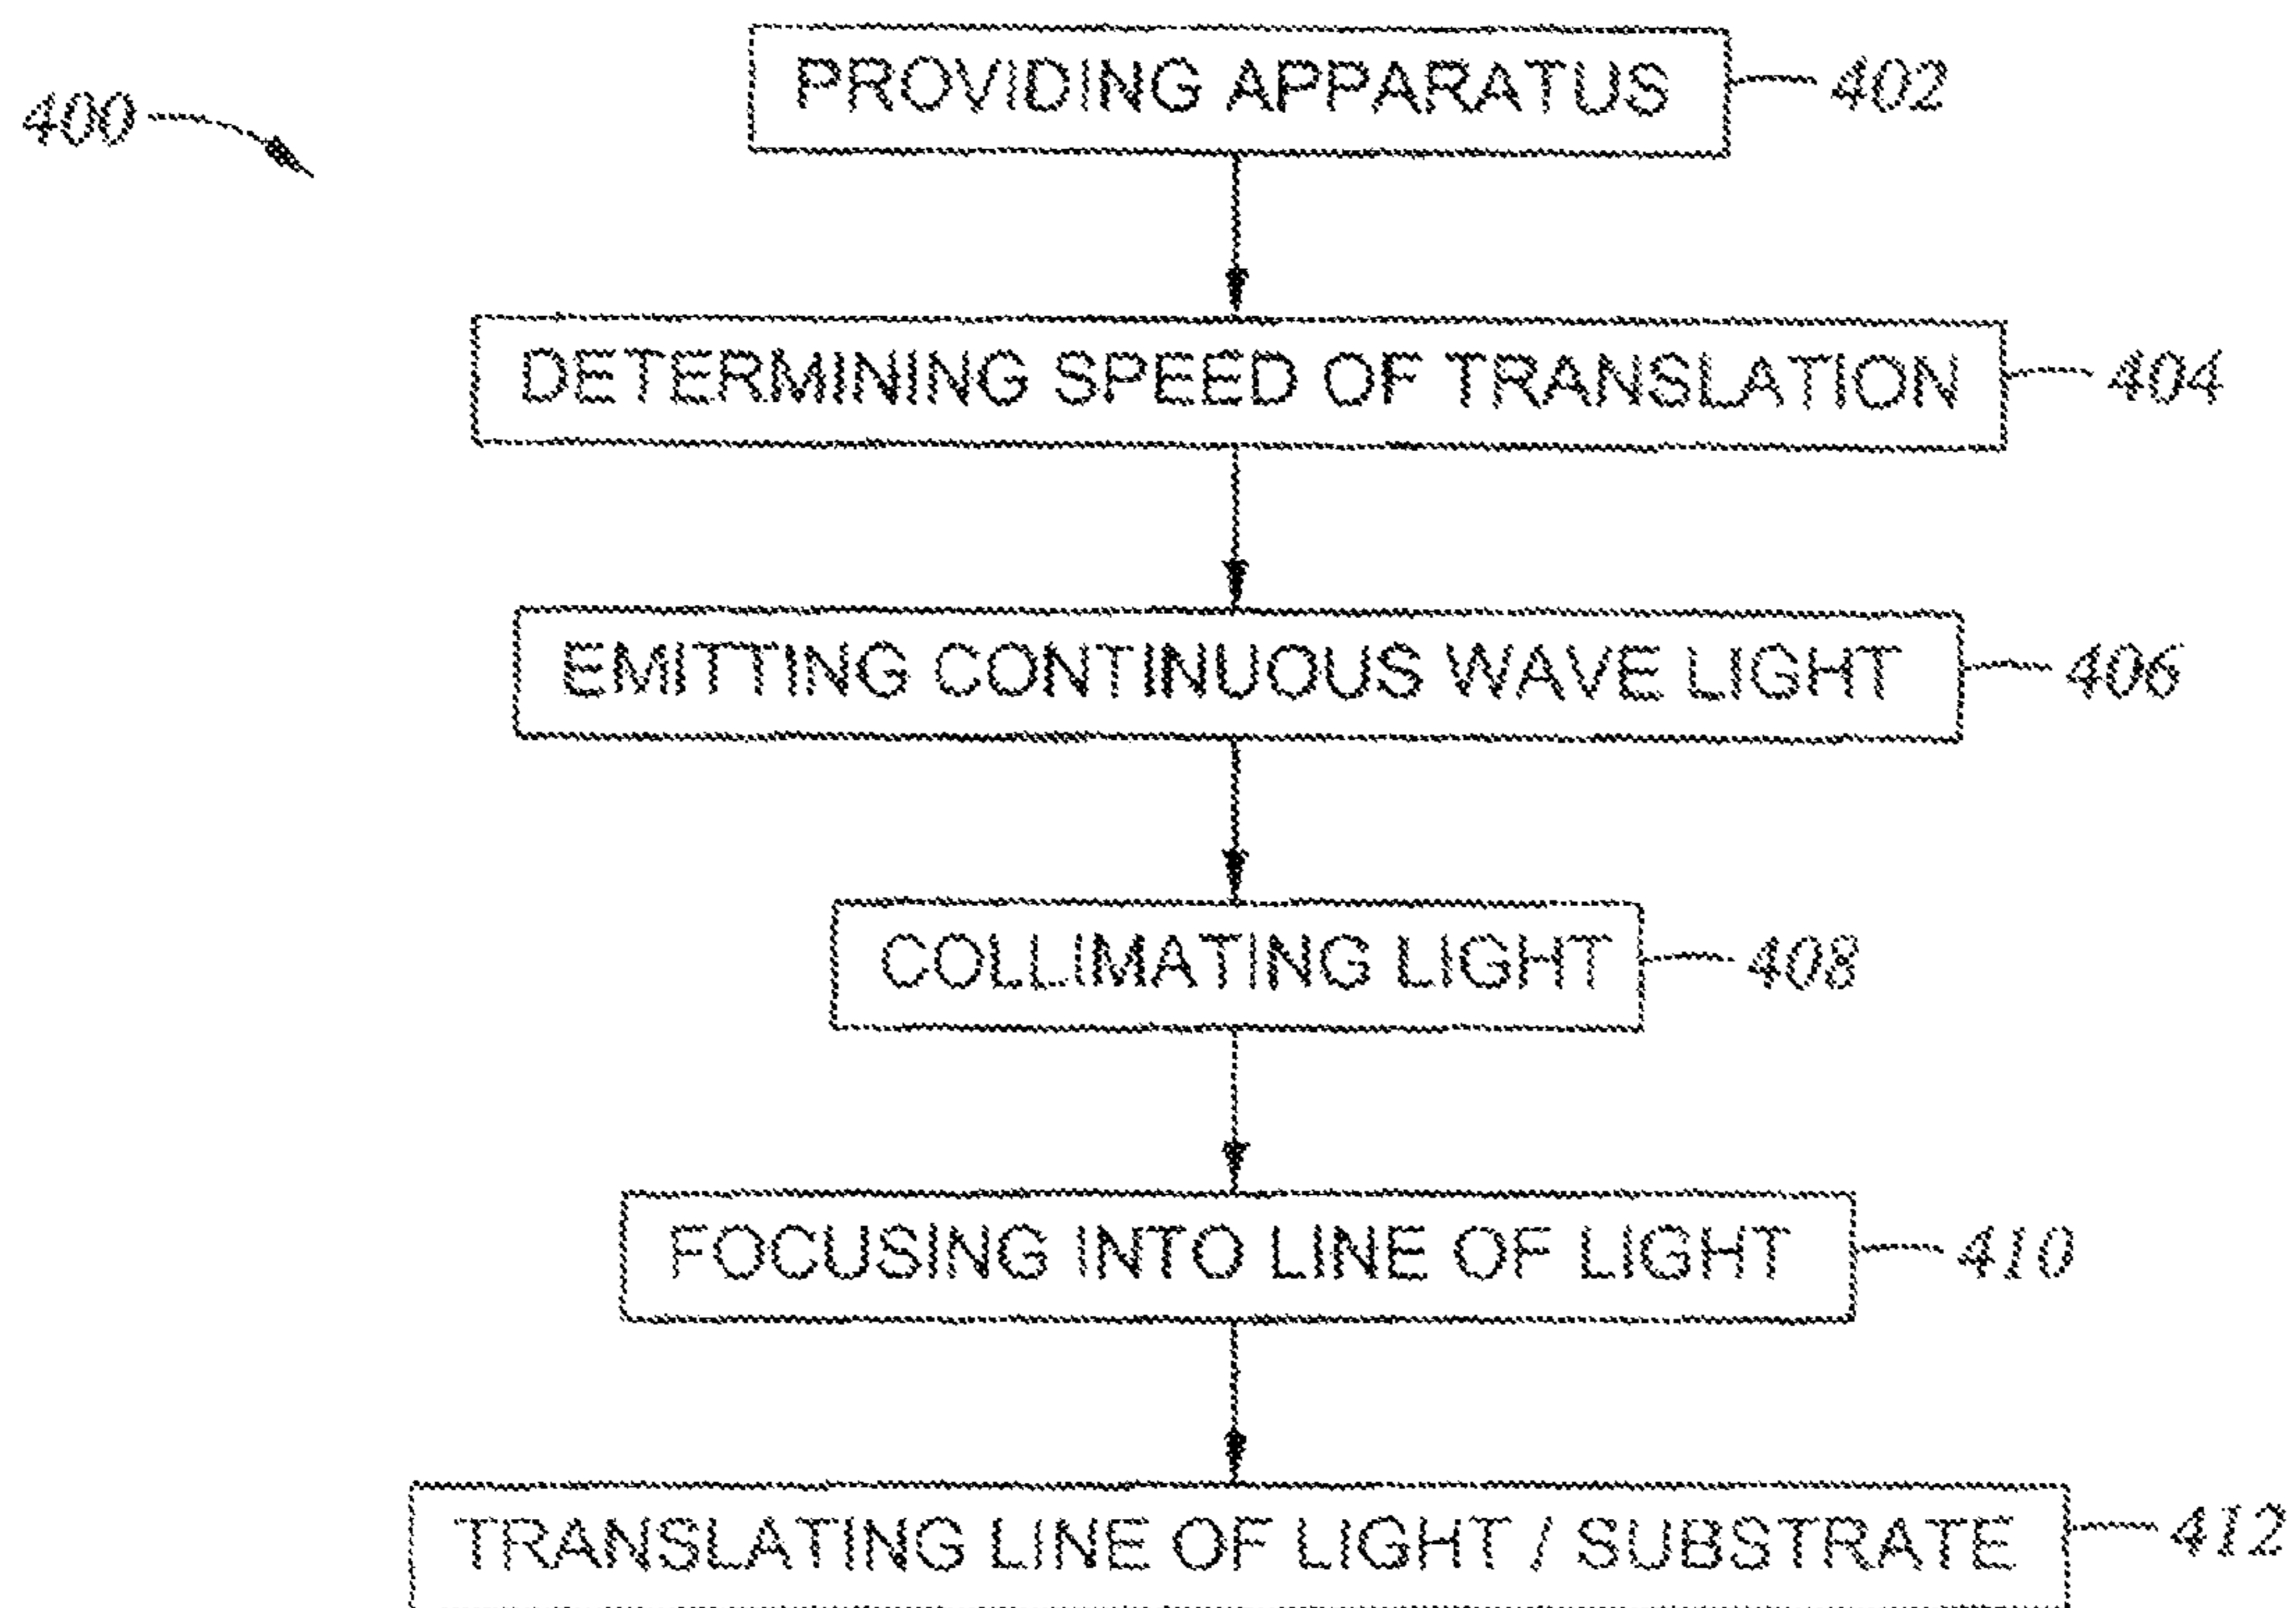 400
PROVIDING APPARATUS 402
DETERMINING SPEED OF TRANSLATION 404
EMITTING CONTINUOUS WAVE LIGHT 406
COLLIMATING LIGHT 408
FOCUSING INTO LINE OF LIGHT 410
TRANSLATING LINE OF LIGHT / SUBSTRATE 412